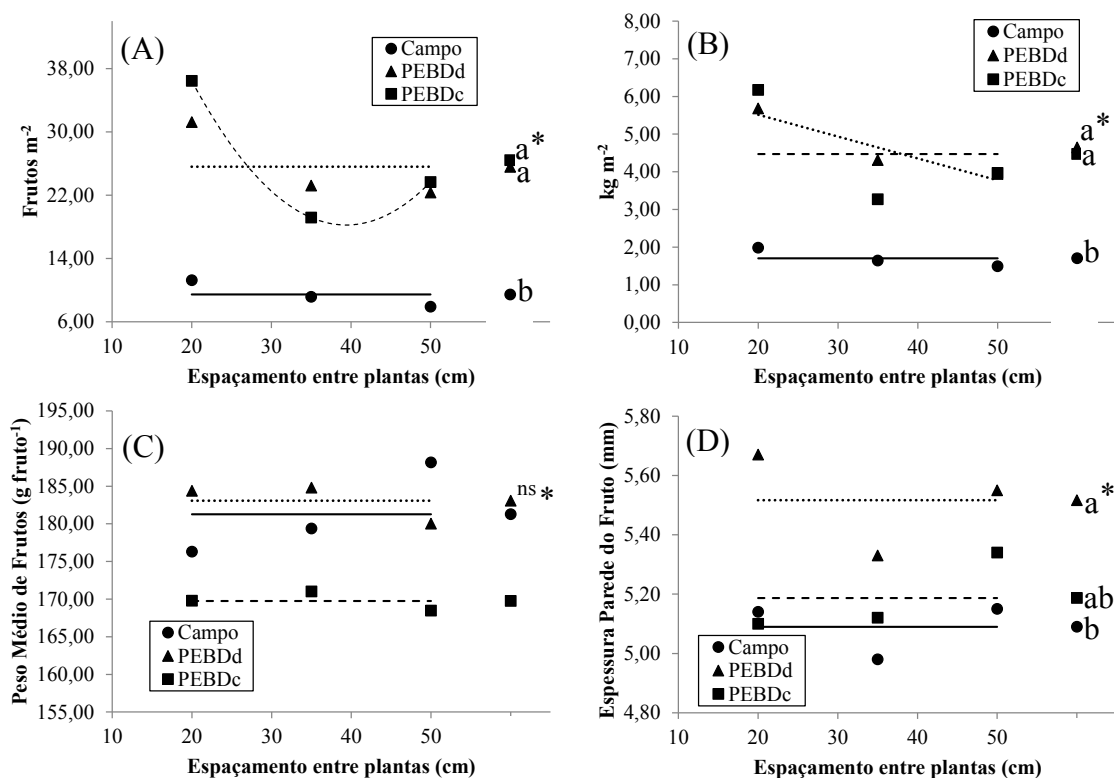 (A)
Campo
PEBDd
PEBDc
Frutos m-2
38,00
30,00
22,00
14,00
6,00
a*
a
b
10 20 30 40 50
Espaçamento entre plantas (cm)
(B)
Campo
PEBDd
PEBDc
kg m-2
8,00
7,00
6,00
5,00
4,00
3,00
2,00
1,00
0,00
a*
a
b
10 20 30 40 50
Espaçamento entre plantas (cm)
(C)
Peso Médio de Frutos (g fruto-1)
195,00
190,00
185,00
180,00
175,00
170,00
165,00
160,00
155,00
ns *
Campo
PEBDd
PEBDc
10 20 30 40 50
Espaçamento entre plantas (cm)
(D)
Espessura Parede do Fruto (mm)
5,80
5,60
5,40
5,20
5,00
4,80
a*
ab
b
Campo
PEBDd
PEBDc
10 20 30 40 50
Espaçamento entre plantas (cm)